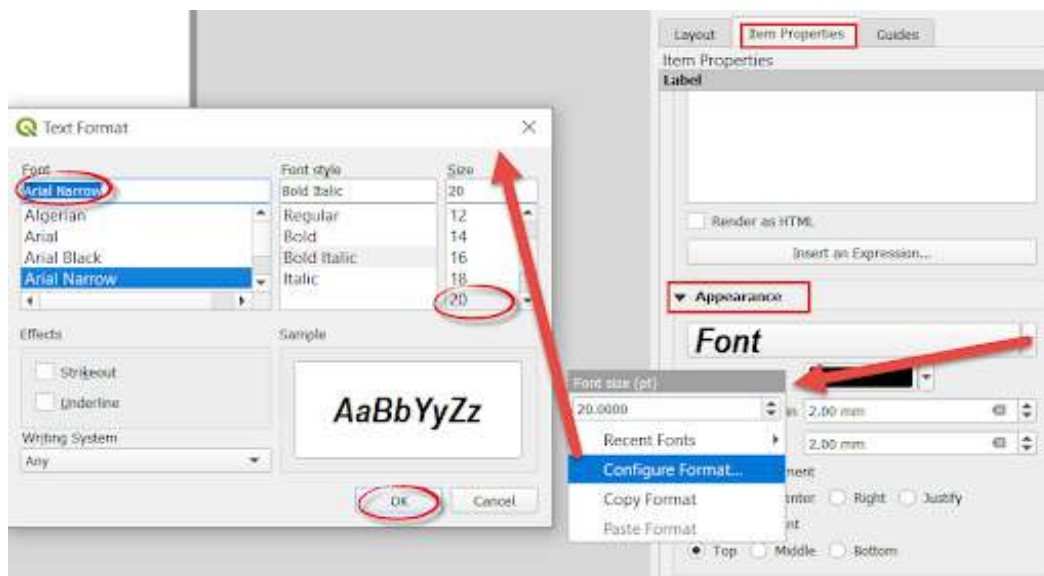 Text Format
Font
Arial Narrow
Algerian
Arial
Arial Black
Arial Narrow
Font style
Bold Italic
Regular
Bold
Bold Italic
Italic
Size
20
12
14
16
18
20
Effects
Strikeout
Underline
Writing System
Any
Sample
AaBbYyZz
OK
Cancel
Layout
Item Properties
Guides
Item Properties
Label
Render as HTML
Insert an Expression...
Appearance
Font
Font size (pt)
20.0000
Recent Fonts
Configure Format...
Copy Format
Paste Format
2.00 mm
2.00 mm
Right
Justify
Top
Middle
Bottom